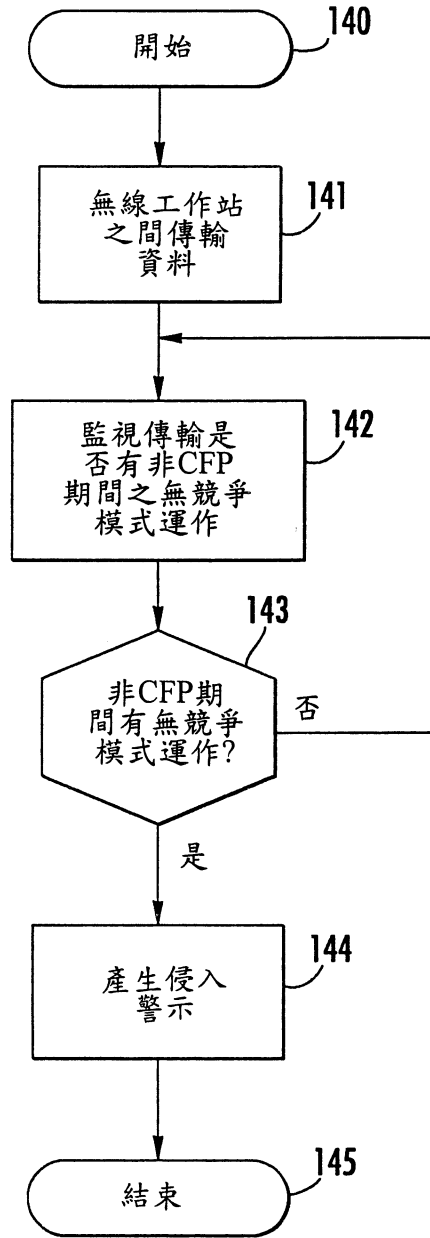 開始
140
無線工作站
之間傳輸
資料
141
監視傳輸是
否有非CFP
期間之無競爭
模式運作
142
143
非CFP期
間有無競爭
模式運作?
否
是
產生侵入
警示
144
結束
145